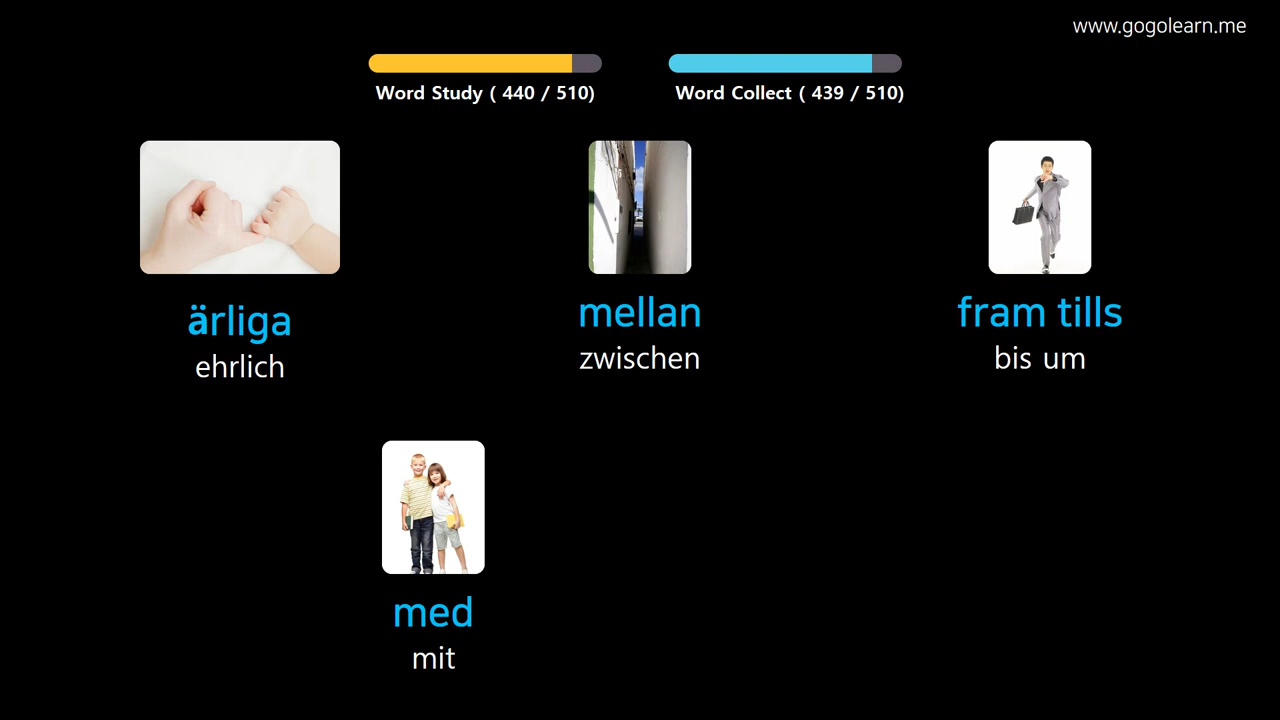 www.gogolearn.me
Word Study ( 440 / 510)
Word Collect ( 439 / 510)
ärliga
ehrlich
mellan
zwischen
fram tills
bis um
med
mit